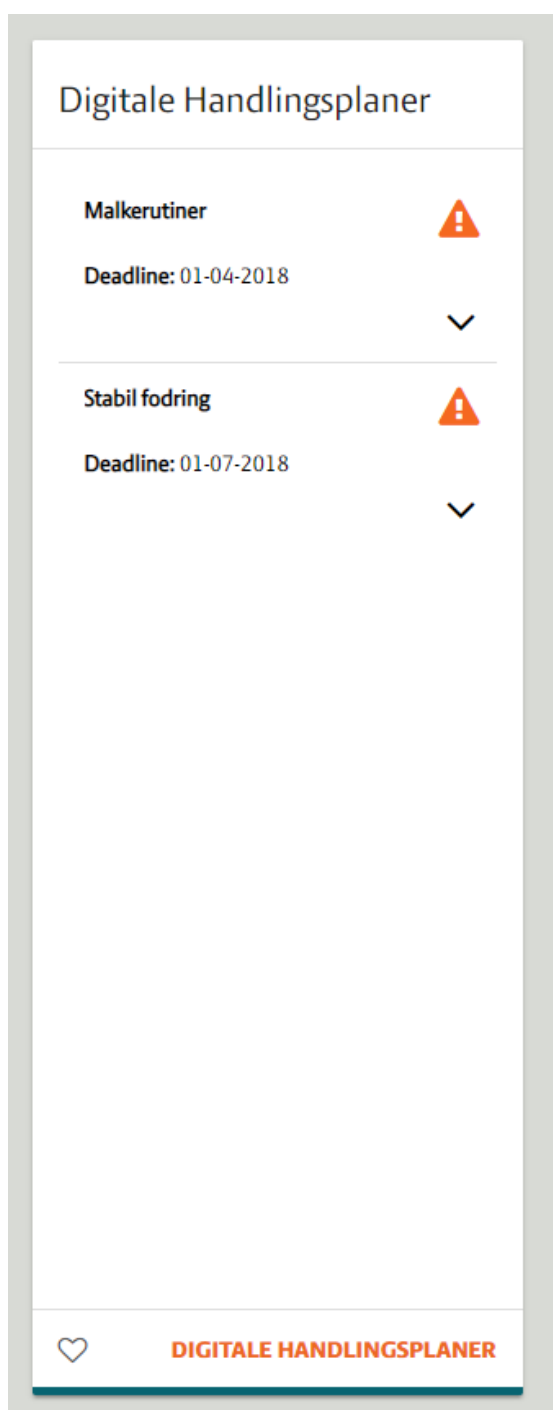 Digitale Handlingsplaner
Malkerutiner
Deadline: 01-04-2018
Stabil fodring
Deadline: 01-07-2018
DIGITALE HANDLINGSPLANER